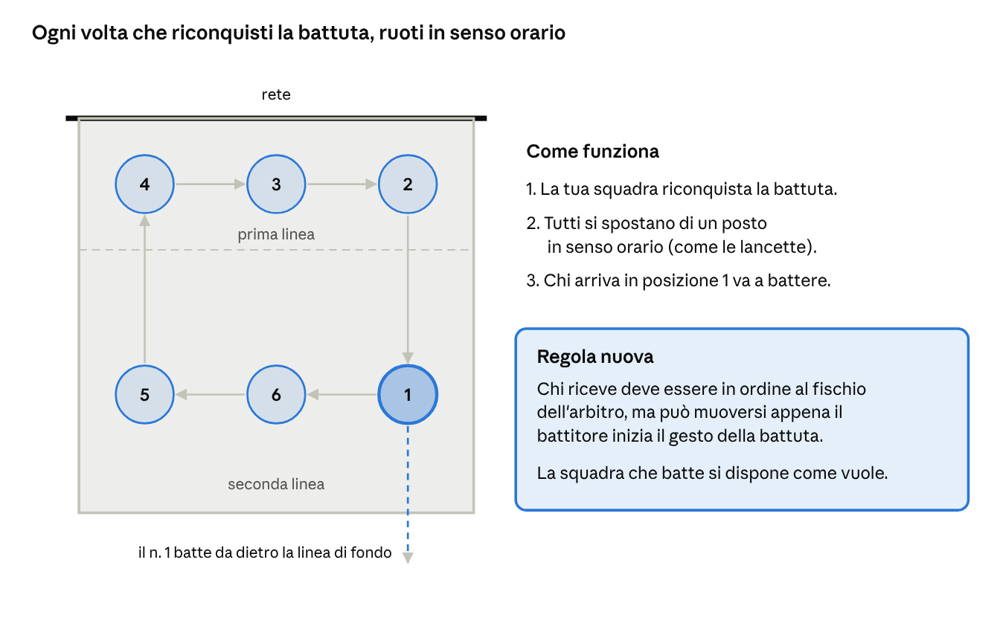 Ogni volta che riconquisti la battuta, ruoti in senso orario
rete
4
3
2
prima linea
5
6
1
seconda linea
il n. 1 batte da dietro la linea di fondo
Come funziona
1. La tua squadra riconquista la battuta.
2. Tutti si spostano di un posto
in senso orario (come le lancette).
3. Chi arriva in posizione 1 va a battere.
Regola nuova
Chi riceve deve essere in ordine al fischio
dell'arbitro, ma può muoversi appena il
battitore inizia il gesto della battuta.
La squadra che batte si dispone come vuole.